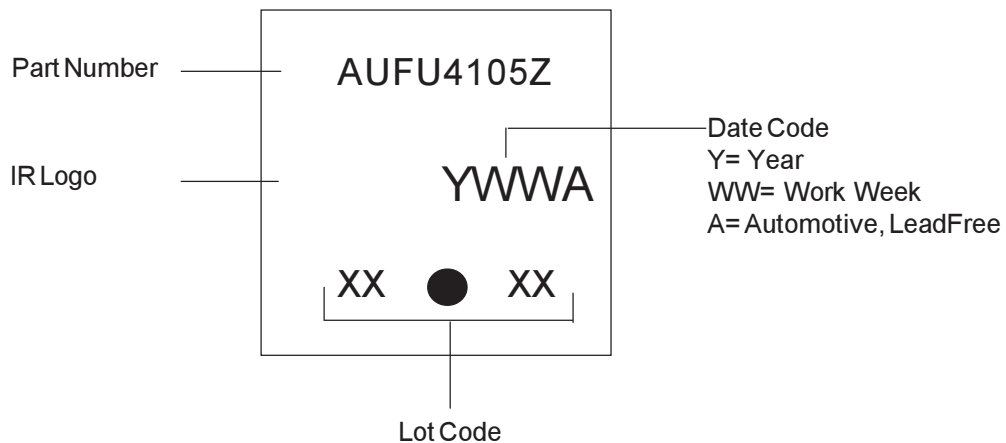 Part Number
AUFU4105Z
Date Code
Y= Year
WW= Work Week
A= Automotive, LeadFree
IR Logo
YWWA
XX XX
Lot Code